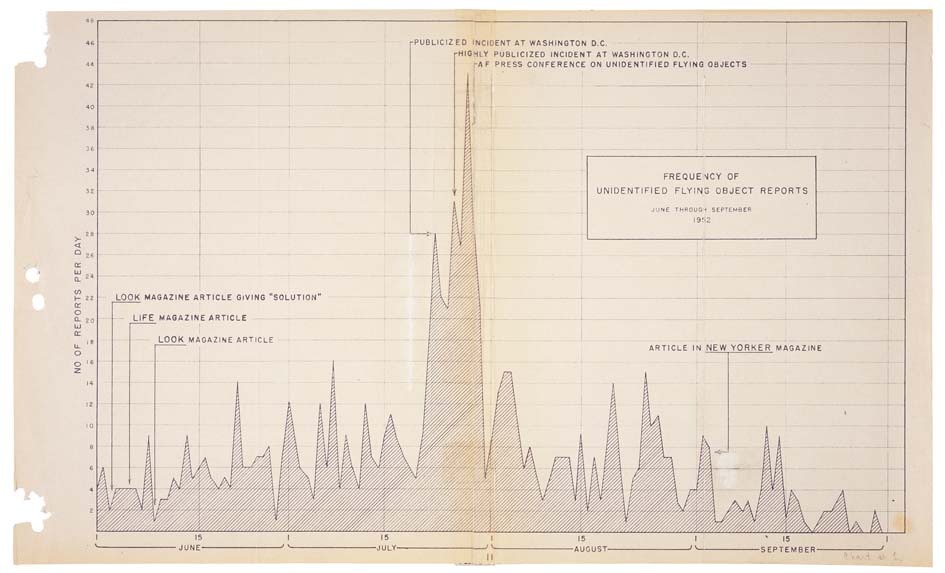 48
46
44
42
40
38
36
34
32
30
28
26
24
22
20
18
16
14
12
10
8
6
4
2
NO OF REPORTS PER DAY
PUBLICIZED INCIDENT AT WASHINGTON D.C.
HIGHLY PUBLICIZED INCIDENT AT WASHINGTON D.C.
AF PRESS CONFERENCE ON UNIDENTIFIED FLYING OBJECTS
FREQUENCY OF
UNIDENTIFIED FLYING OBJECT REPORTS
JUNE THROUGH SEPTEMBER
1952
LOOK MAGAZINE ARTICLE GIVING "SOLUTION"
LIFE MAGAZINE ARTICLE
LOOK MAGAZINE ARTICLE
ARTICLE IN NEW YORKER MAGAZINE
1 15 1 15 1 15 1 15 1
JUNE JULY AUGUST SEPTEMBER
11